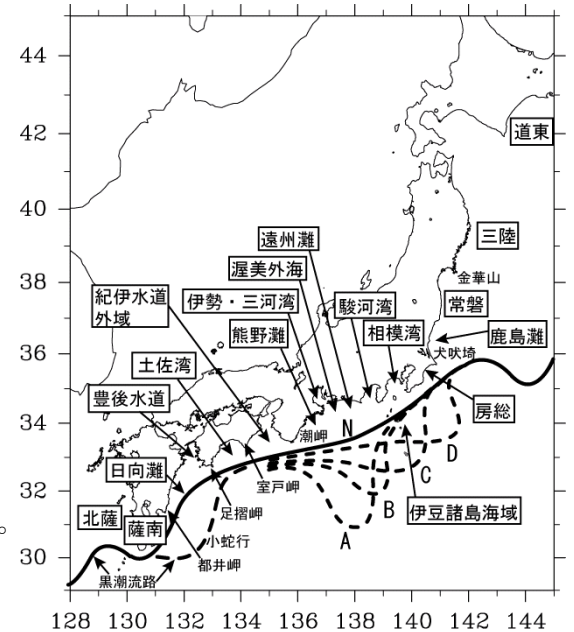 44
42
40
38
36
34
32
30
道東
三陸
金華山
遠州灘
渥美外海
常磐
紀伊水道
外域
伊勢・三河湾
駿河湾
熊野灘
相模湾
鹿島灘
犬吠埼
土佐湾
豊後水道
潮岬
N
房総
D
日向灘
室戸岬
C
足摺岬
B
伊豆諸島海域
北薩
薩南
A
小蛇行
都井岬
黒潮流路
。
128 130 132 134 136 138 140 142 144